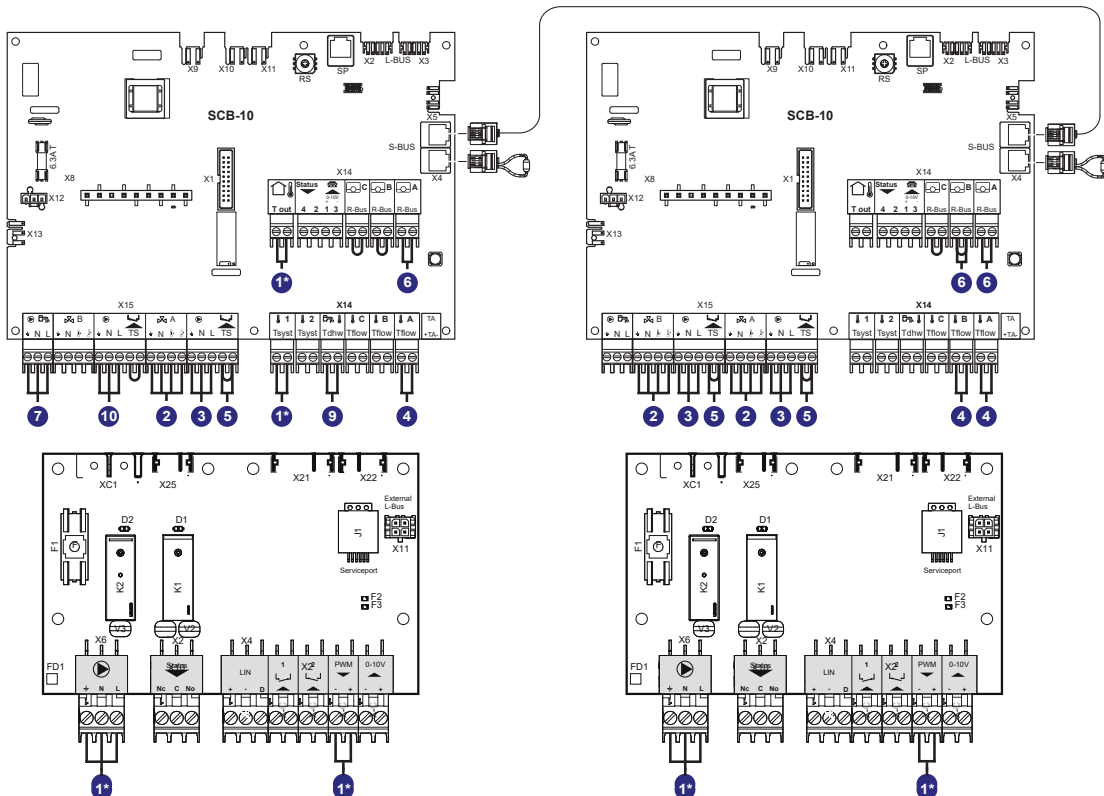 X9 X10 X11 RS SP X2 L-BUS X3
SCB-10
X5
S-BUS
X4
6.3A T
X8
X12
X13
X1
X14
Status C B A
0-10V
T out 4 2 1 3 R-Bus R-Bus R-Bus
1* 6
X15
B A
N L N N L TS N N L TS
X14
1 2 C B A TA
Tsyst Tsyst Tdhw Tflow Tflow Tflow +TA-
7 10 2 3 5 1* 9 4
X9 X10 X11 RS SP X2 L-BUS X3
SCB-10
X5
S-BUS
X4
6.3A T
X8
X12
X13
X1
X14
Status C B A
0-10V
T out 4 2 1 3 R-Bus R-Bus R-Bus
6 6
X15
B A
N L N N L TS N N L TS
X14
1 2 C B A TA
Tsyst Tsyst Tdhw Tflow Tflow Tflow +TA-
2 3 5 2 3 5 4 4
XC1 X25 X21 X22
D2 D1
F1 F
K2 K1
V3 V2
J1
Serviceport
External
L-Bus
X11
F2
F3
X6 X2 X4
FD1
Status LIN 1 2 X2 PWM 0-10V
N L Nc C No + - D - + - +
1* 1*
XC1 X25 X21 X22
D2 D1
F1 F
K2 K1
V3 V2
J1
Serviceport
External
L-Bus
X11
F2
F3
X6 X2 X4
FD1
Status LIN 1 2 X2 PWM 0-10V
N L Nc C No + - D - + - +
1* 1*